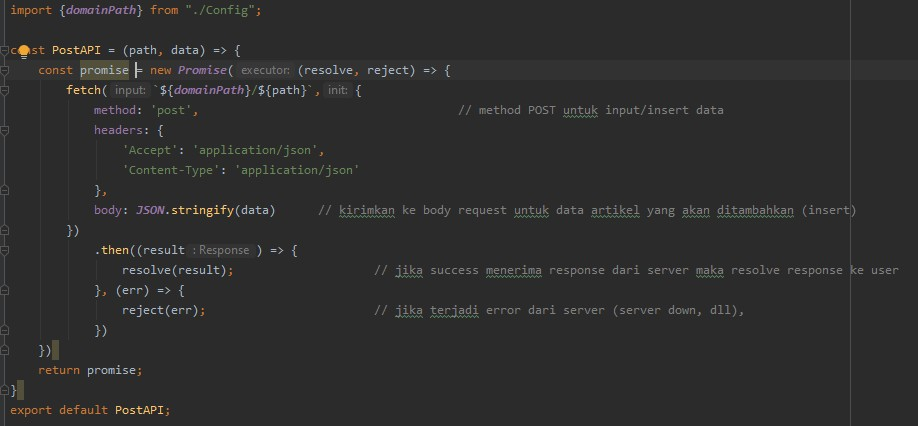 import {domainPath} from "./Config";
const PostAPI = (path, data) => {
const promise = new Promise( executor: (resolve, reject) => {
fetch( input: `${domainPath}/${path}`, init: {
method: 'post', // method POST untuk input/insert data
headers: {
'Accept': 'application/json',
'Content-Type': 'application/json'
},
body: JSON.stringify(data) // kirimkan ke body request untuk data artikel yang akan ditambahkan (insert)
})
.then((result : Response ) => {
resolve(result); // jika success menerima response dari server maka resolve response ke user
}, (err) => {
reject(err); // jika terjadi error dari server (server down, dll),
})
})
return promise;
}
export default PostAPI;